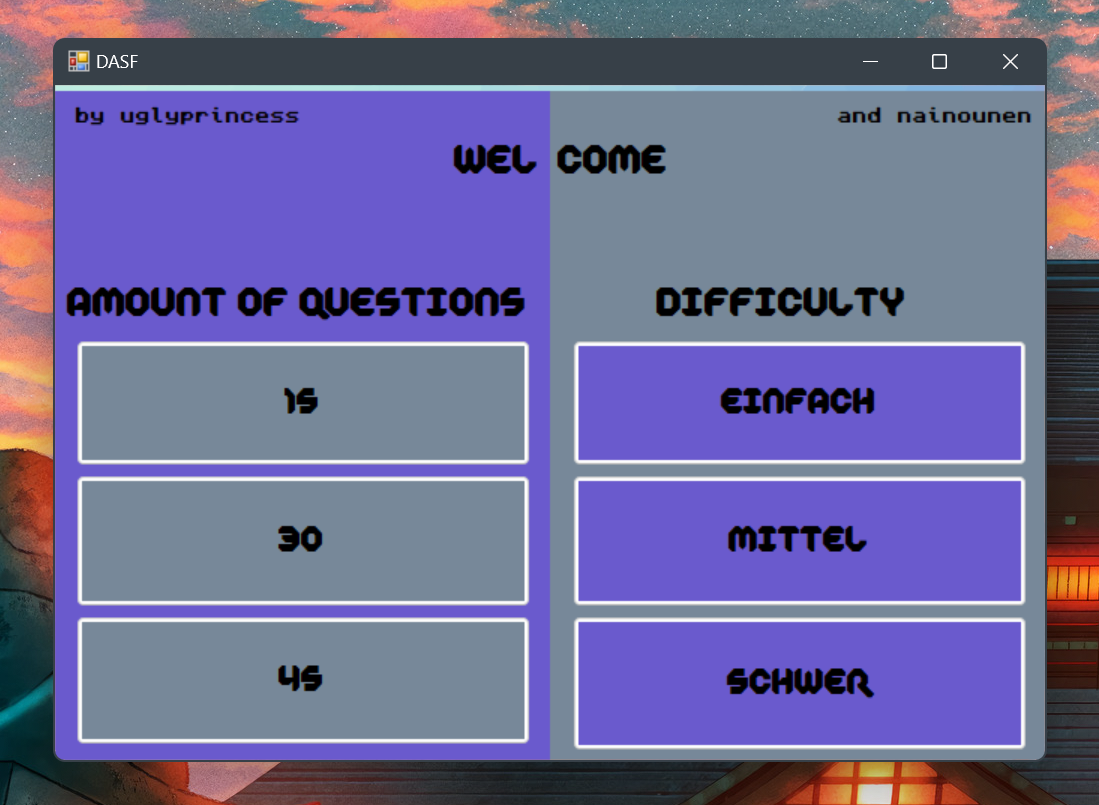 DASF
by uglyprincess
and nainounen
WEL COME
AMOUNT OF QUESTIONS
DIFFICULTY
15
EINFACH
30
MITTEL
45
SCHWER